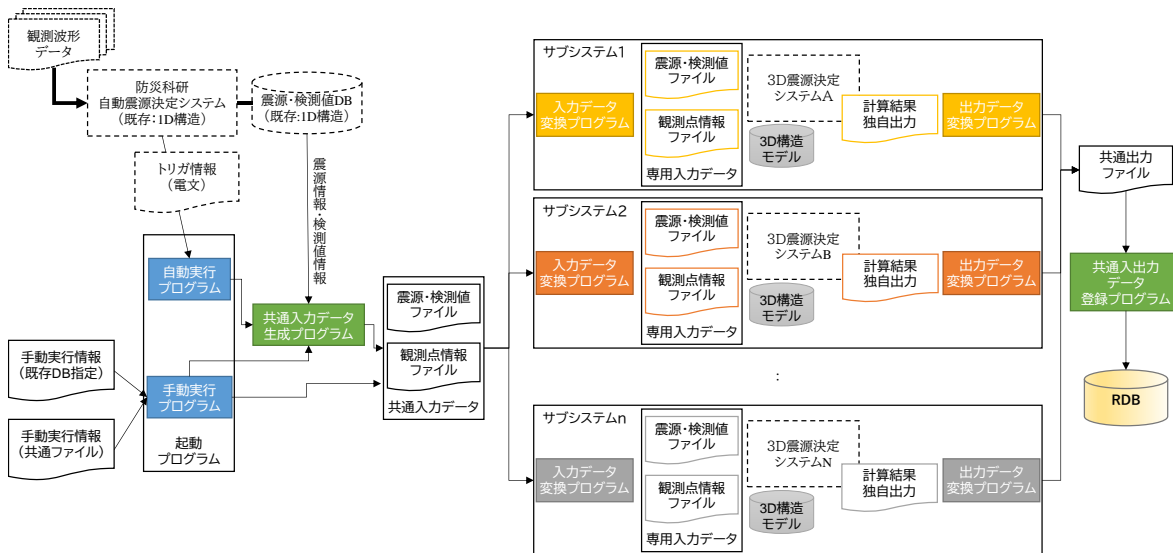 観測波形
データ
防災科研
自動震源決定システム
(既存：1D構造)
震源・検測値DB
(既存:1D構造)
トリガ情報
(電文)
震源情報・検測値情報
自動実行
プログラム
手動実行
プログラム
起動
プログラム
手動実行情報
(既存DB指定)
手動実行情報
(共通ファイル)
共通入力データ
生成プログラム
震源・検測値
ファイル
観測点情報
ファイル
共通入力データ
サブシステム1
入力データ
変換プログラム
震源・検測値
ファイル
観測点情報
ファイル
専用入力データ
3D震源決定
システムA
3D構造
モデル
計算結果
独自出力
出力データ
変換プログラム
サブシステム2
入力データ
変換プログラム
震源・検測値
ファイル
観測点情報
ファイル
専用入力データ
3D震源決定
システムB
3D構造
モデル
計算結果
独自出力
出力データ
変換プログラム
：
サブシステムn
入力データ
変換プログラム
震源・検測値
ファイル
観測点情報
ファイル
専用入力データ
3D震源決定
システムN
3D構造
モデル
計算結果
独自出力
出力データ
変換プログラム
共通出力
ファイル
共通入出力
データ
登録プログラム
RDB